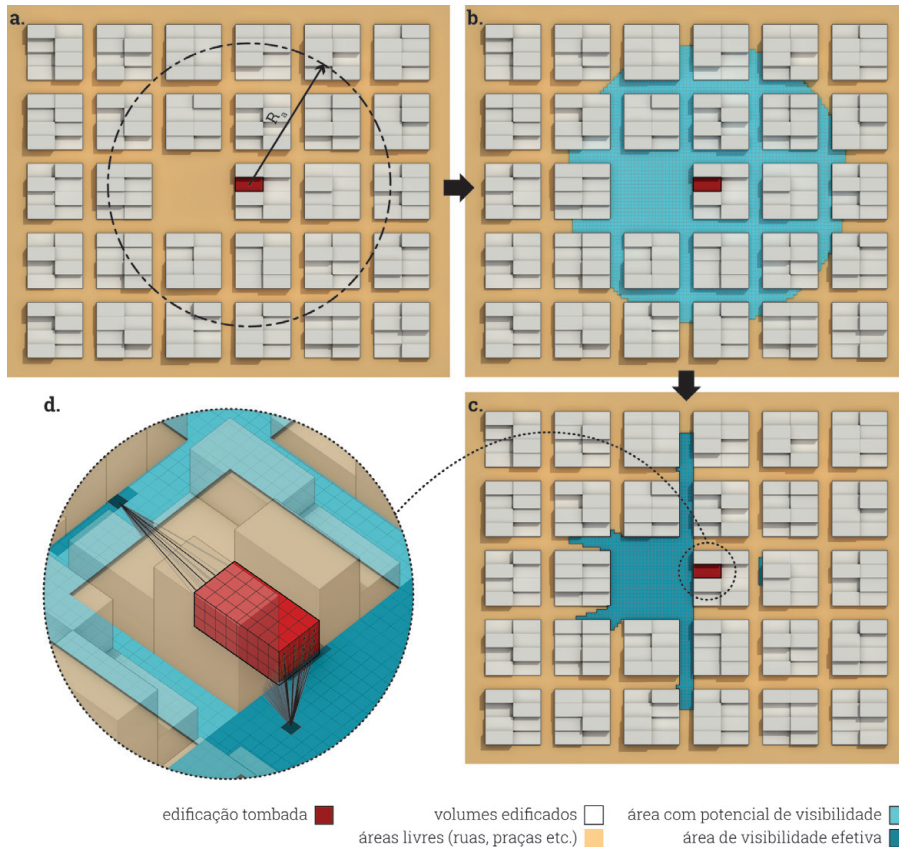 a.
R
b.
c.
d.
edificação tombada
volumes edificados
áreas livres (ruas, praças etc.)
área com potencial de visibilidade
área de visibilidade efetiva